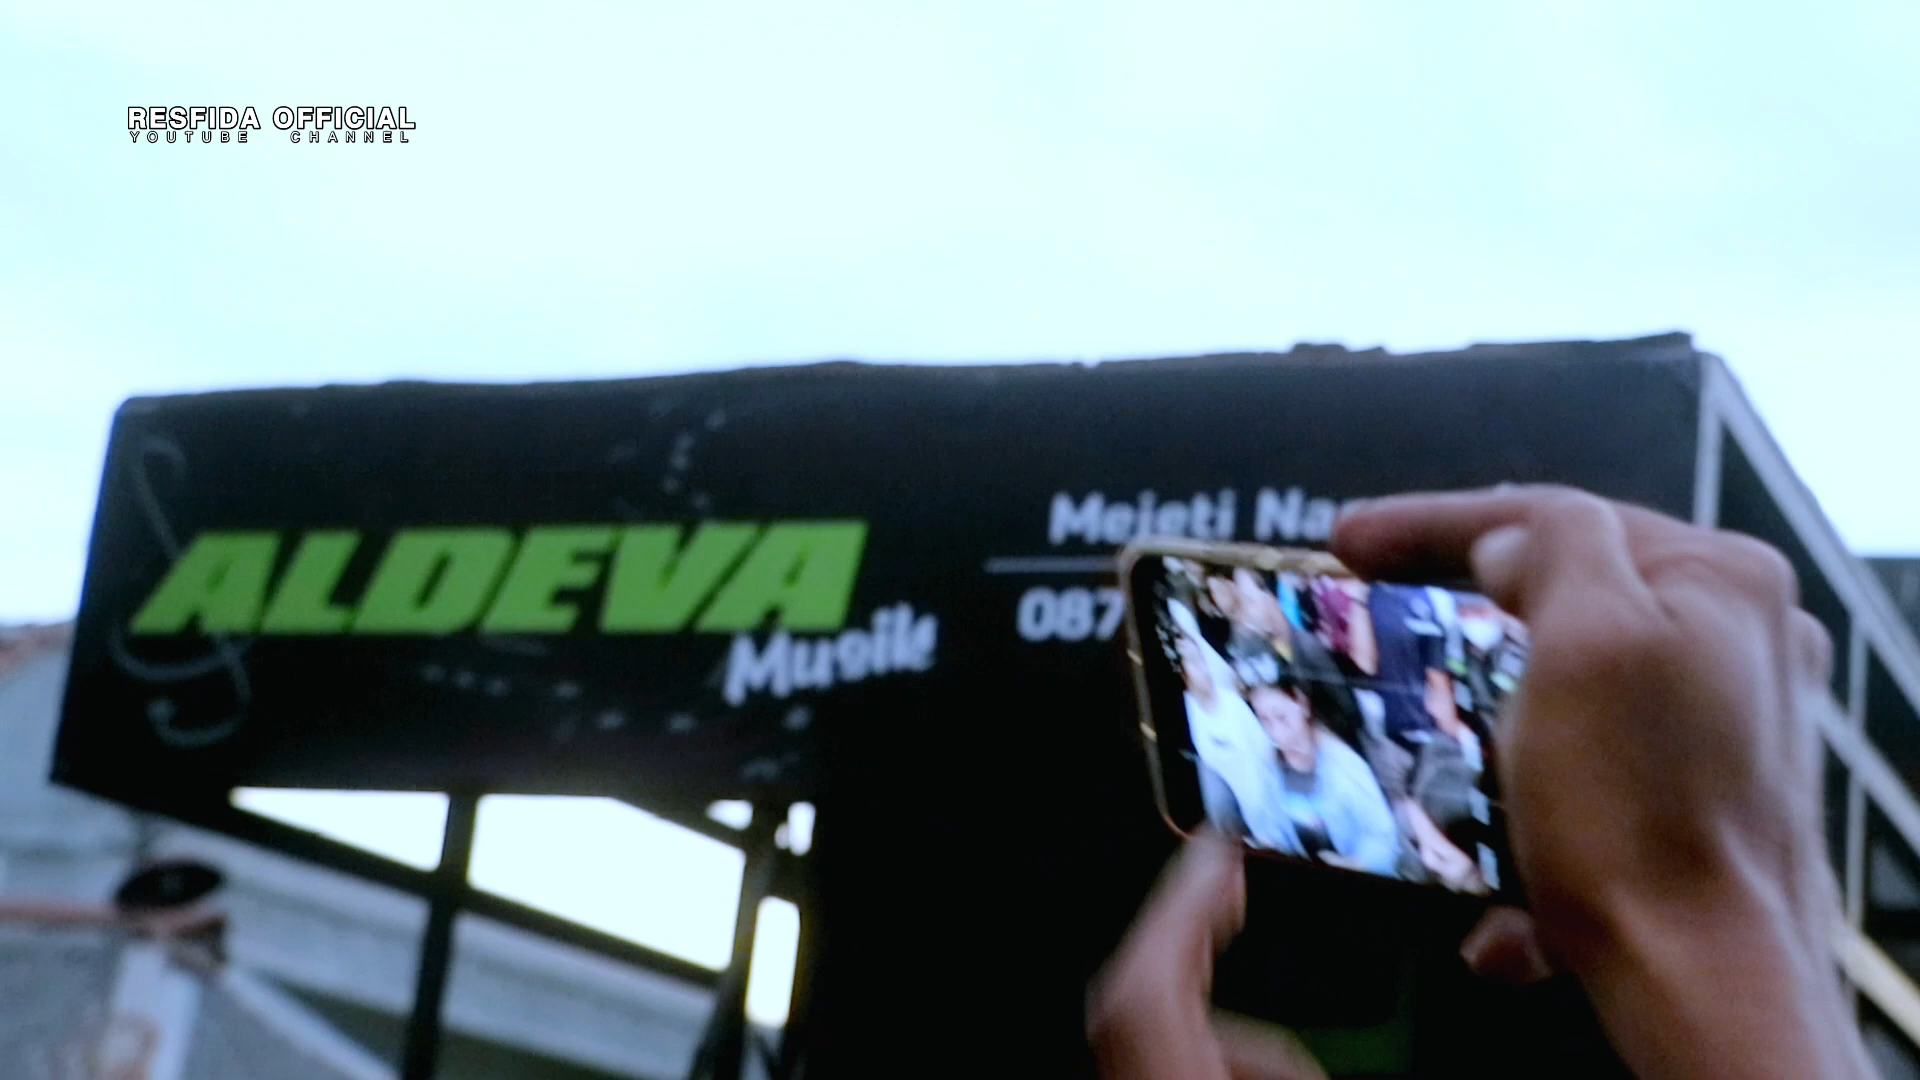 RESFIDA OFFICIAL
YOUTUBE CHANNEL
ALDEVA
Musik
087